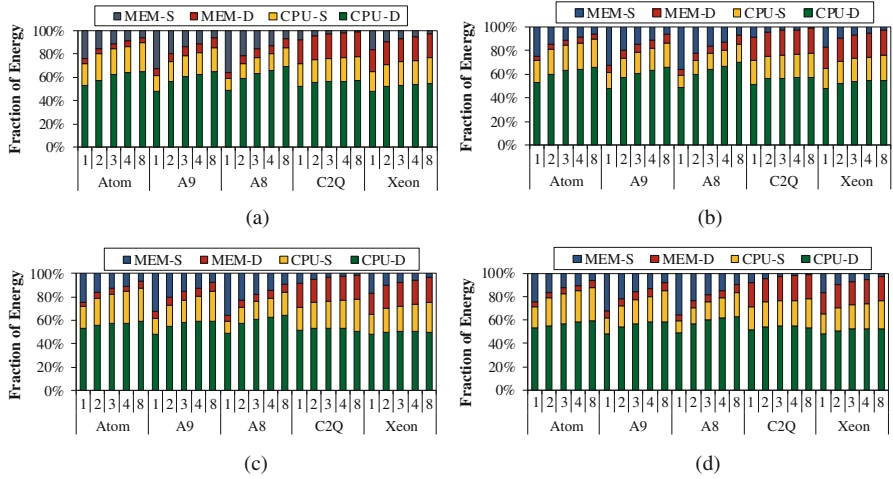 MEM-S MEM-D CPU-S CPU-D
Fraction of Energy
100%
80%
60%
40%
20%
0%
1 2 3 4 8 1 2 3 4 8 1 2 3 4 8 1 2 3 4 8 1 2 3 4 8
Atom A9 A8 C2Q Xeon
(a)
MEM-S MEM-D CPU-S CPU-D
Fraction of Energy
100%
80%
60%
40%
20%
0%
1 2 3 4 8 1 2 3 4 8 1 2 3 4 8 1 2 3 4 8 1 2 3 4 8
Atom A9 A8 C2Q Xeon
(b)
MEM-S MEM-D CPU-S CPU-D
Fraction of Energy
100%
80%
60%
40%
20%
0%
1 2 3 4 8 1 2 3 4 8 1 2 3 4 8 1 2 3 4 8 1 2 3 4 8
Atom A9 A8 C2Q Xeon
(c)
MEM-S MEM-D CPU-S CPU-D
Fraction of Energy
100%
80%
60%
40%
20%
0%
1 2 3 4 8 1 2 3 4 8 1 2 3 4 8 1 2 3 4 8 1 2 3 4 8
Atom A9 A8 C2Q Xeon
(d)